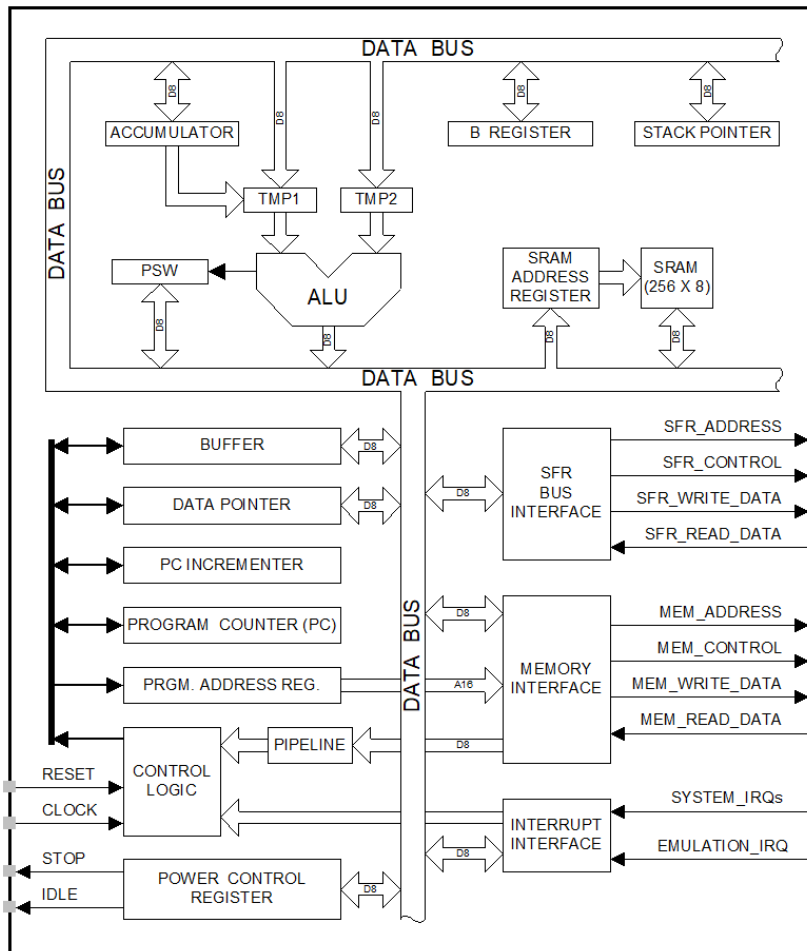 DATA BUS
D8
D8
D8
D8
D8
ACCUMULATOR
B REGISTER
STACK POINTER
DATA BUS
TMP1
TMP2
PSW
ALU
SRAM
ADDRESS
REGISTER
SRAM
(256 X 8)
D8
D8
D8
D8
DATA BUS
BUFFER
D8
SFR_ADDRESS
SFR_CONTROL
DATA POINTER
D8
D8
SFR
BUS
INTERFACE
SFR_WRITE_DATA
SFR_READ_DATA
PC INCREMENTER
PROGRAM COUNTER (PC)
D8
MEM_ADDRESS
MEM_CONTROL
PRGM. ADDRESS REG.
DATA BUS
A16
MEMORY
INTERFACE
MEM_WRITE_DATA
MEM_READ_DATA
PIPELINE
D8
CONTROL
LOGIC
RESET
CLOCK
SYSTEM_IRQs
INTERRUPT
INTERFACE
EMULATION_IRQ
D8
STOP
IDLE
POWER CONTROL
REGISTER
D8